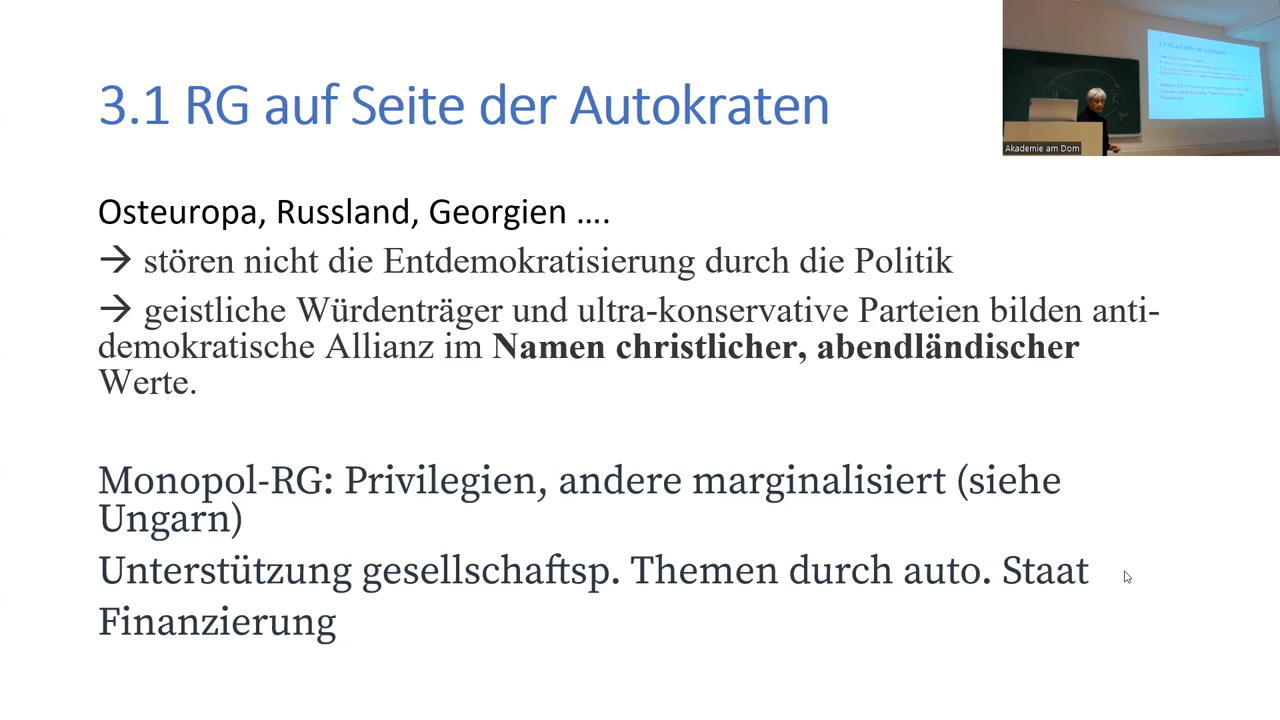 3.1 RG auf Seite der Autokraten
Akademie am Dom
Osteuropa, Russland, Georgien ….
→ stören nicht die Entdemokratisierung durch die Politik
→ geistliche Würdenträger und ultra-konservative Parteien bilden anti-
demokratische Allianz im Namen christlicher, abendländischer
Werte.
Monopol-RG: Privilegien, andere marginalisiert (siehe
Ungarn)
Unterstützung gesellschaftsp. Themen durch auto. Staat
Finanzierung